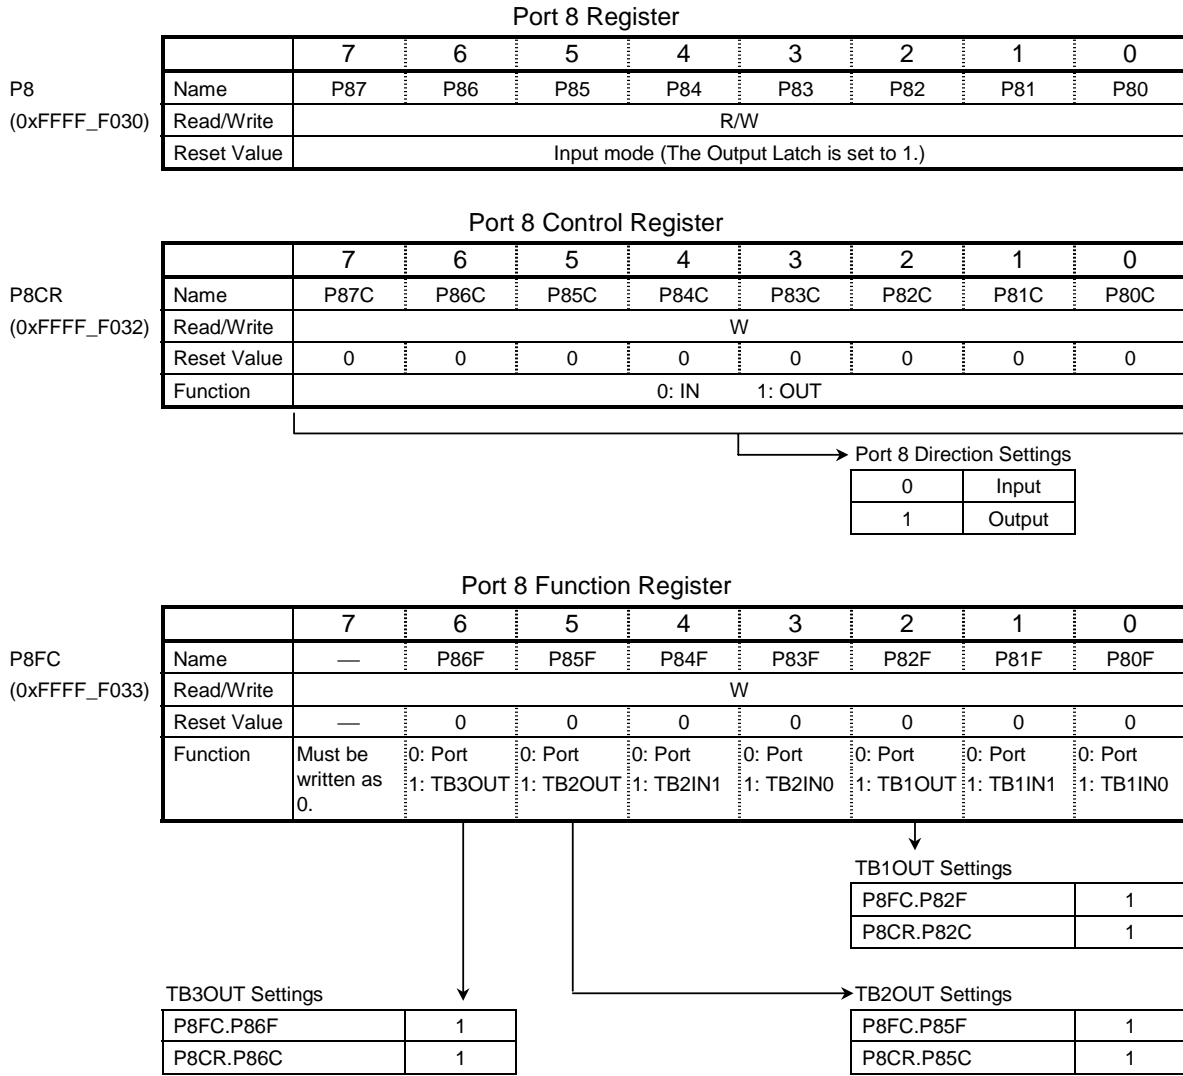 Port 8 Register
7 6 5 4 3 2 1 0
P8 Name P87 P86 P85 P84 P83 P82 P81 P80
(0xFFFF_F030) Read/Write R/W
Reset Value Input mode (The Output Latch is set to 1.)
Port 8 Control Register
7 6 5 4 3 2 1 0
P8CR Name P87C P86C P85C P84C P83C P82C P81C P80C
(0xFFFF_F032) Read/Write W
Reset Value 0 0 0 0 0 0 0 0
Function 0: IN 1: OUT
Port 8 Direction Settings
0 Input
1 Output
Port 8 Function Register
7 6 5 4 3 2 1 0
P8FC Name — P86F P85F P84F P83F P82F P81F P80F
(0xFFFF_F033) Read/Write W
Reset Value — 0 0 0 0 0 0 0
Function Must be 0: Port 0: Port 0: Port 0: Port 0: Port 0: Port 0: Port
written as 1: TB3OUT 1: TB2OUT 1: TB2IN1 1: TB2IN0 1: TB1OUT 1: TB1IN1 1: TB1IN0
0.
TB1OUT Settings
P8FC.P82F 1
P8CR.P82C 1
TB3OUT Settings TB2OUT Settings
P8FC.P86F 1 P8FC.P85F 1
P8CR.P86C 1 P8CR.P85C 1